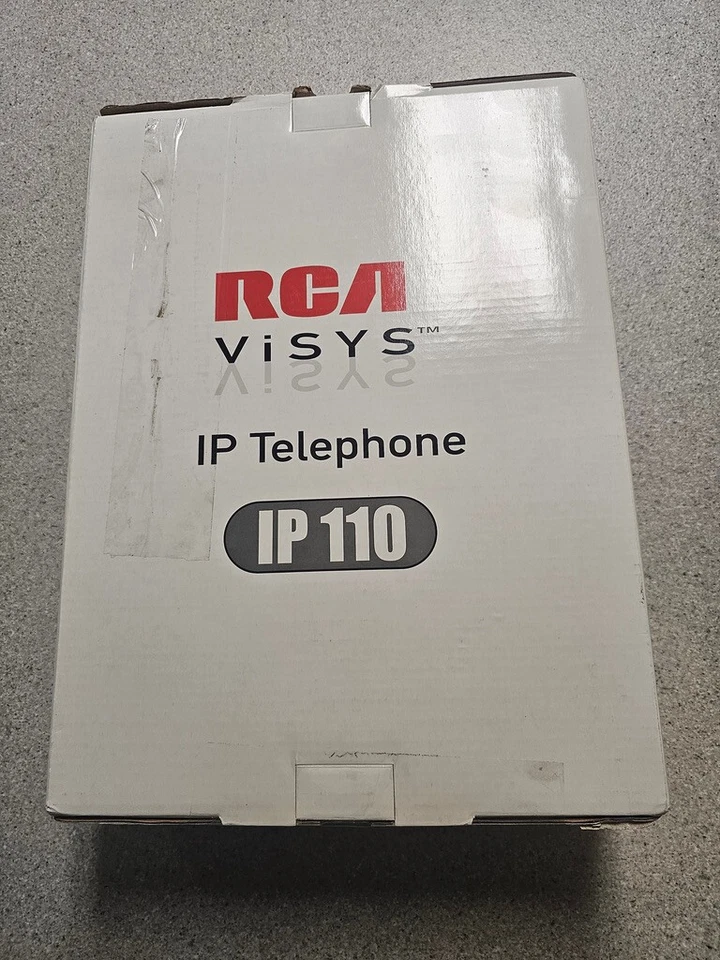 RCA
ViSYS™
IP Telephone
IP 110